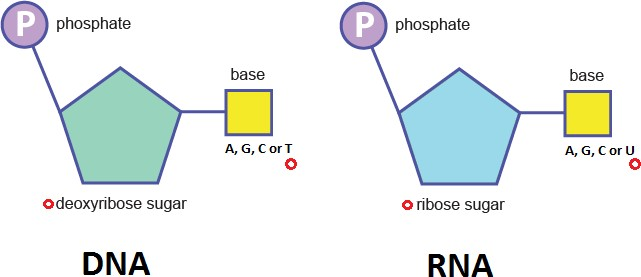 P phosphate
base
A, G, C or T
deoxyribose sugar
DNA
P phosphate
base
A, G, C or U
ribose sugar
RNA